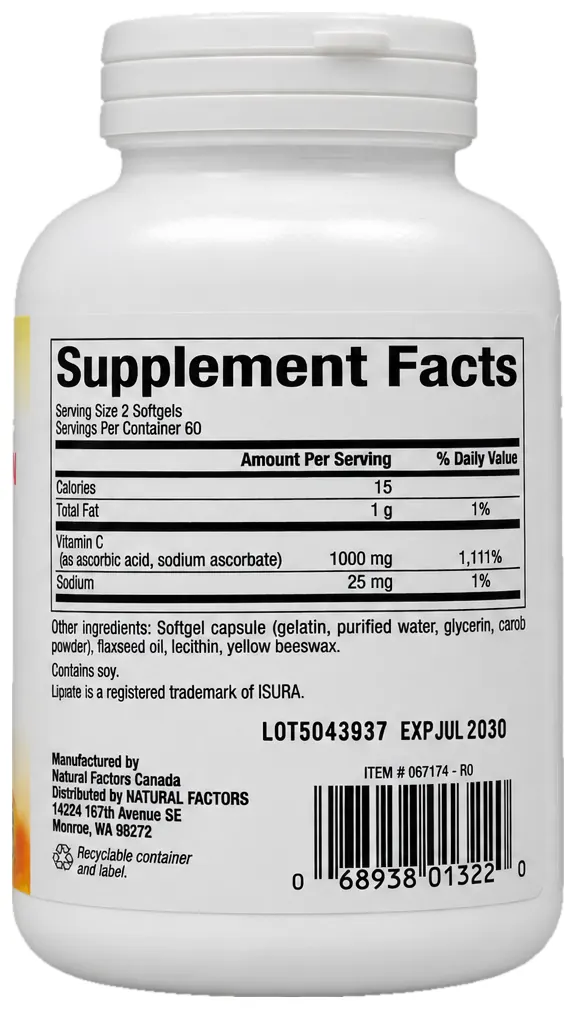 Supplement Facts
Serving Size 2 Softgels
Servings Per Container 60
Amount Per Serving % Daily Value
Calories 15
Total Fat 1 g 1%
Vitamin C
(as ascorbic acid, sodium ascorbate) 1000 mg 1,111%
Sodium 25 mg 1%
Other ingredients: Softgel capsule (gelatin, purified water, glycerin, carob
powder), flaxseed oil, lecithin, yellow beeswax.
Contains soy.
is a registered trademark of ISURA.
LOT5043937 EXPJUL 2030
Manufactured by
Natural Factors Canada
Distributed by NATURAL FACTORS
14224 167th Avenue SE
Monroe, WA 98272
Recyclable container
and label.
ITEM # 067174 - R0
0 68938 01322 0